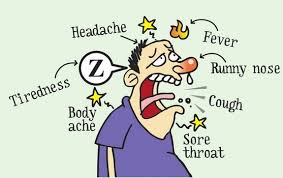 Headache
Fever
Z
Runny nose
Tiredness
Cough
Body
ache
Sore
throat